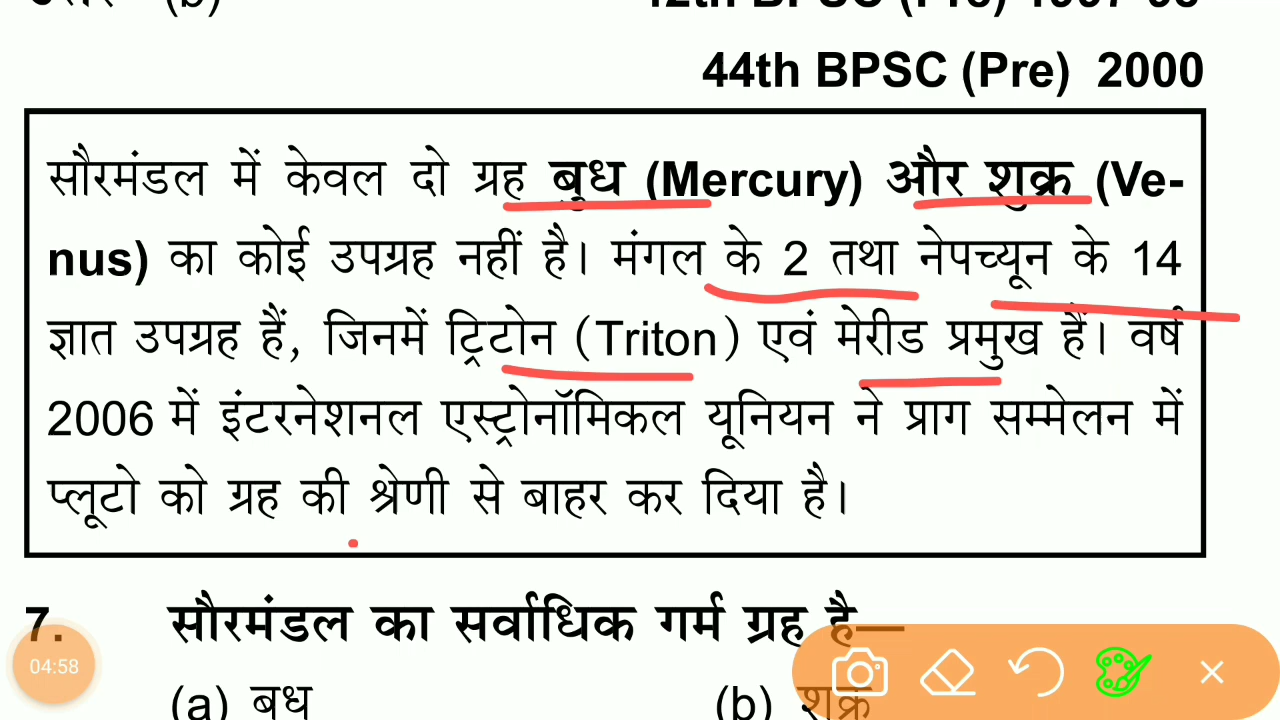 उत्तर—(b)
44th BPSC (Pre) 2000
सौरमंडल में केवल दो ग्रह बुध (Mercury) और शुक्र (Ve-
nus) का कोई उपग्रह नहीं है। मंगल के 2 तथा नेपच्यून के 14
ज्ञात उपग्रह हैं, जिनमें ट्रिटोन (Triton) एवं मेरीड प्रमुख हैं। वर्ष
2006 में इंटरनेशनल एस्ट्रोनॉमिकल यूनियन ने प्राग सम्मेलन में
प्लूटो को ग्रह की श्रेणी से बाहर कर दिया है।
7. सौरमंडल का सर्वाधिक गर्म ग्रह है—
04:58
(a) बुध (b) शुक्र